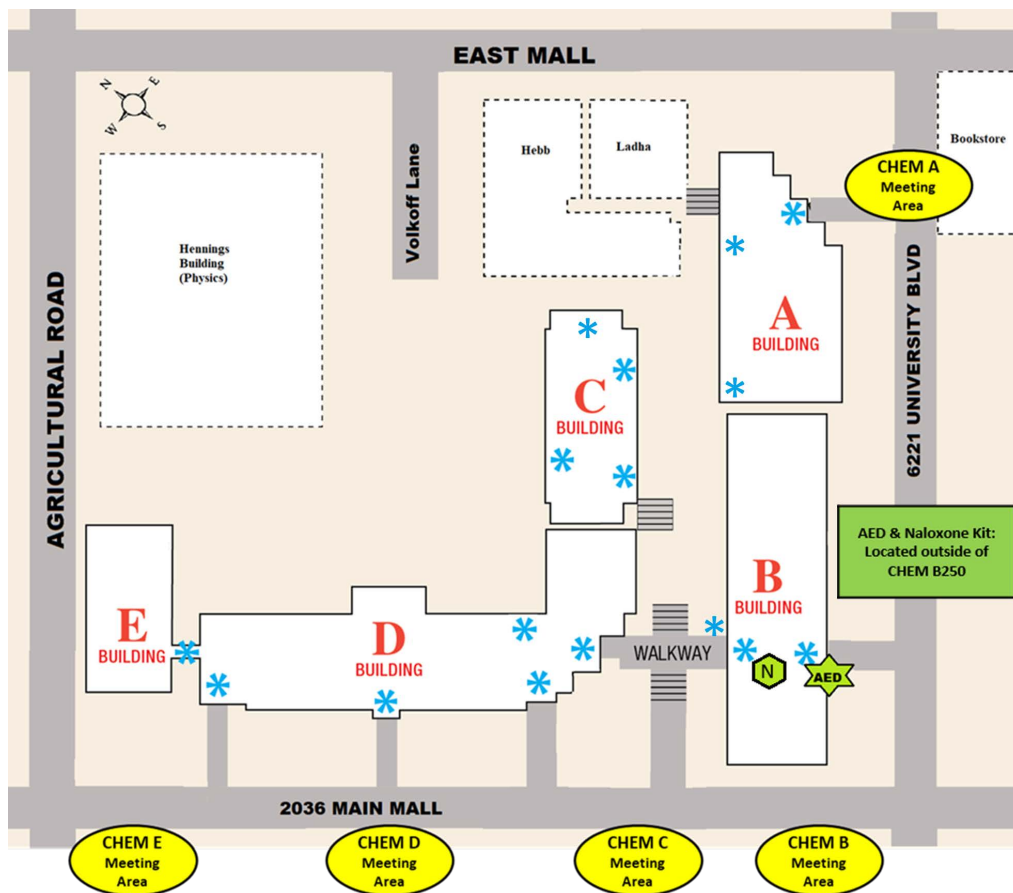 EAST MALL
N
E
W
S
Volkoff Lane
Hebb
Ladha
Bookstore
CHEM A
Meeting
Area
Hennings
Building
(Physics)
AGRICULTURAL ROAD
6221 UNIVERSITY BLVD
A
BUILDING
C
BUILDING
AED & Naloxone Kit:
Located outside of
CHEM B250
B
BUILDING
E
BUILDING
D
BUILDING
WALKWAY
N
AED
2036 MAIN MALL
CHEM E
Meeting
Area
CHEM D
Meeting
Area
CHEM C
Meeting
Area
CHEM B
Meeting
Area